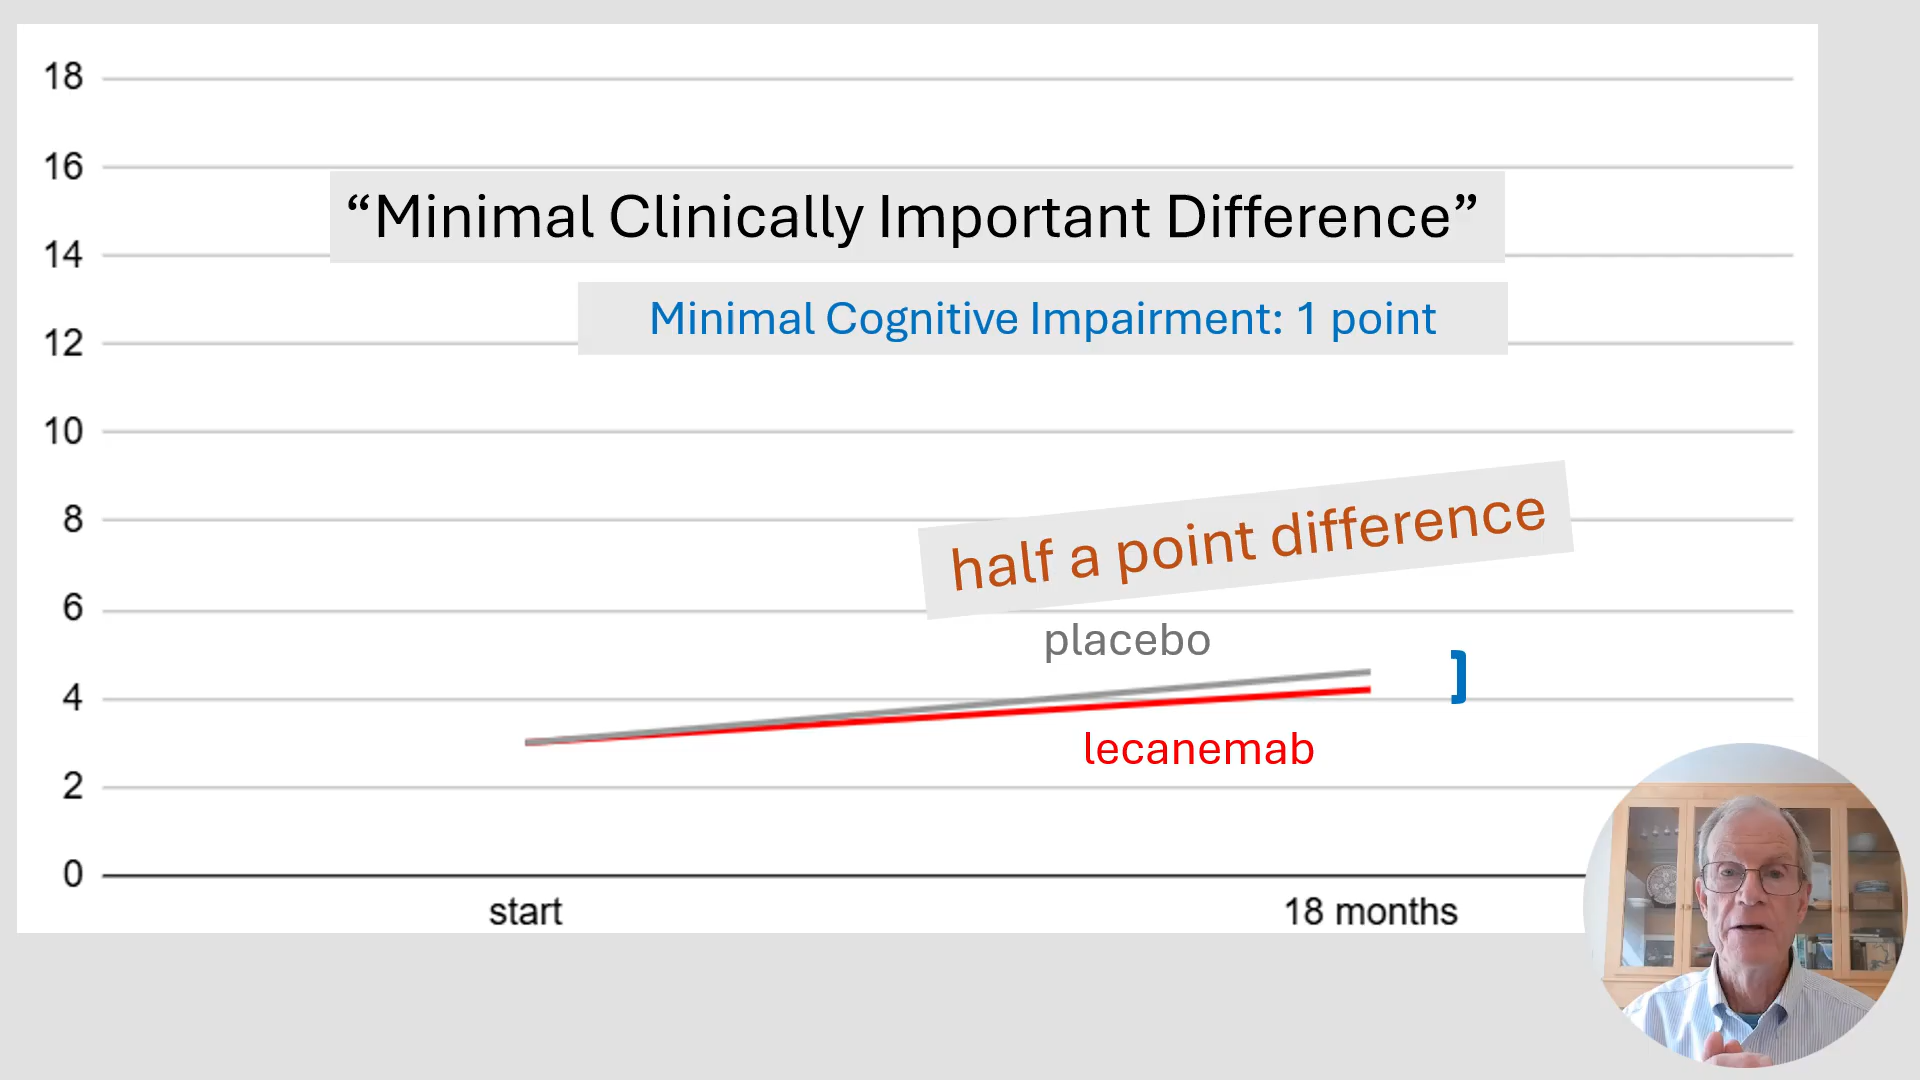 18
16
“Minimal Clinically Important Difference”
14
Minimal Cognitive Impairment: 1 point
12
10
half a point difference
8
6
placebo
]
4
lecanemab
2
0
start
18 months